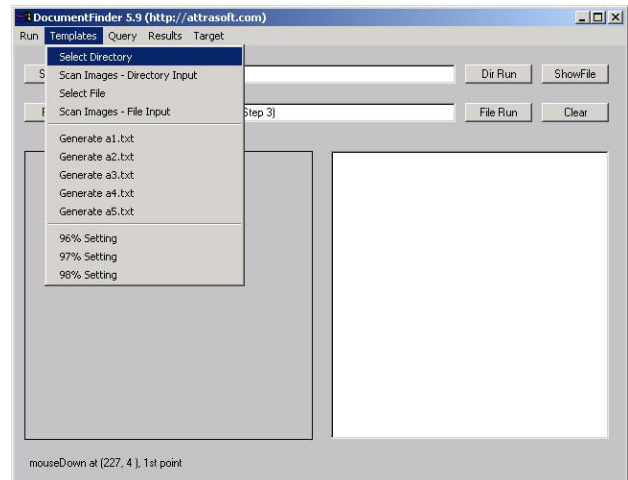 DocumentFinder 5.9 (http://attrasoft.com)
Run Templates Query Results Target
Select Directory
Scan Images - Directory Input
Select File
Scan Images - File Input
Generate a1.txt
Generate a2.txt
Generate a3.txt
Generate a4.txt
Generate a5.txt
96% Setting
97% Setting
98% Setting
S
Dir Run ShowFile
Step 3)
File Run Clear
mouseDown at (227, 4 ), 1st point